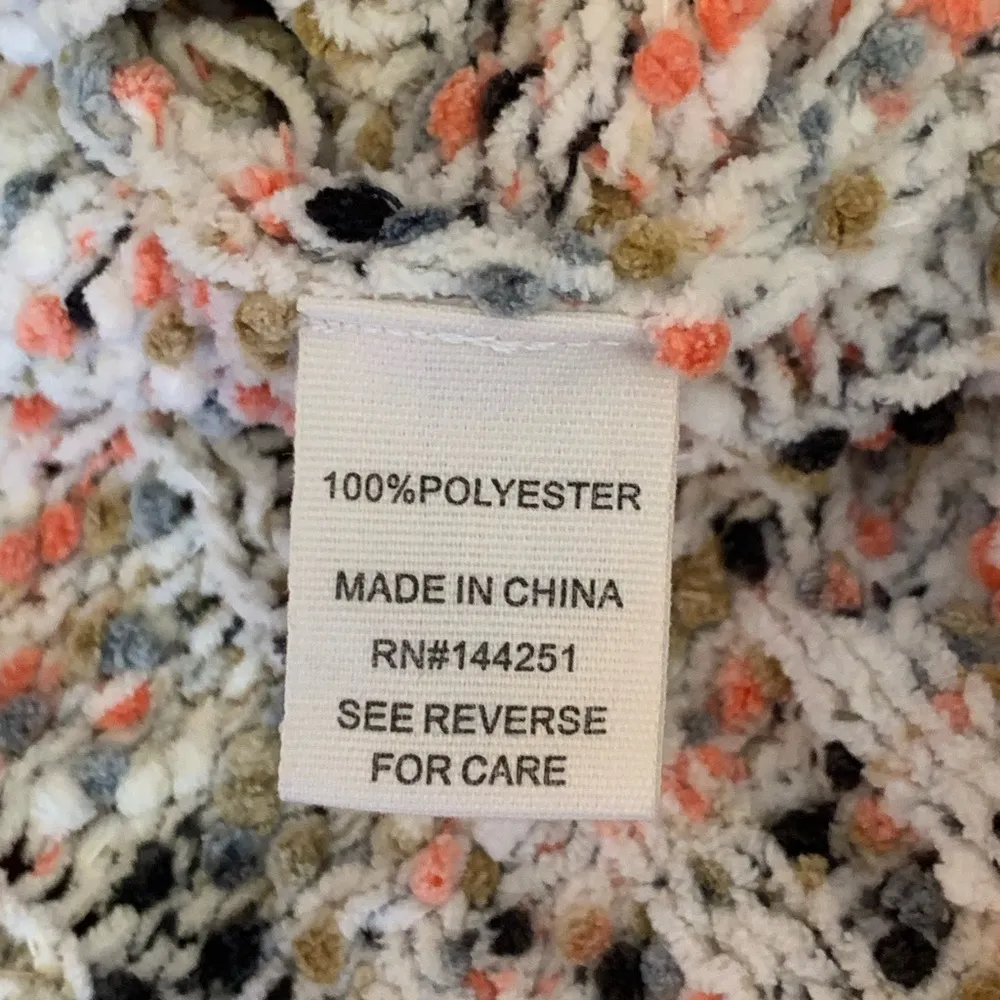 100%POLYESTER
MADE IN CHINA
RN#144251
SEE REVERSE
FOR CARE